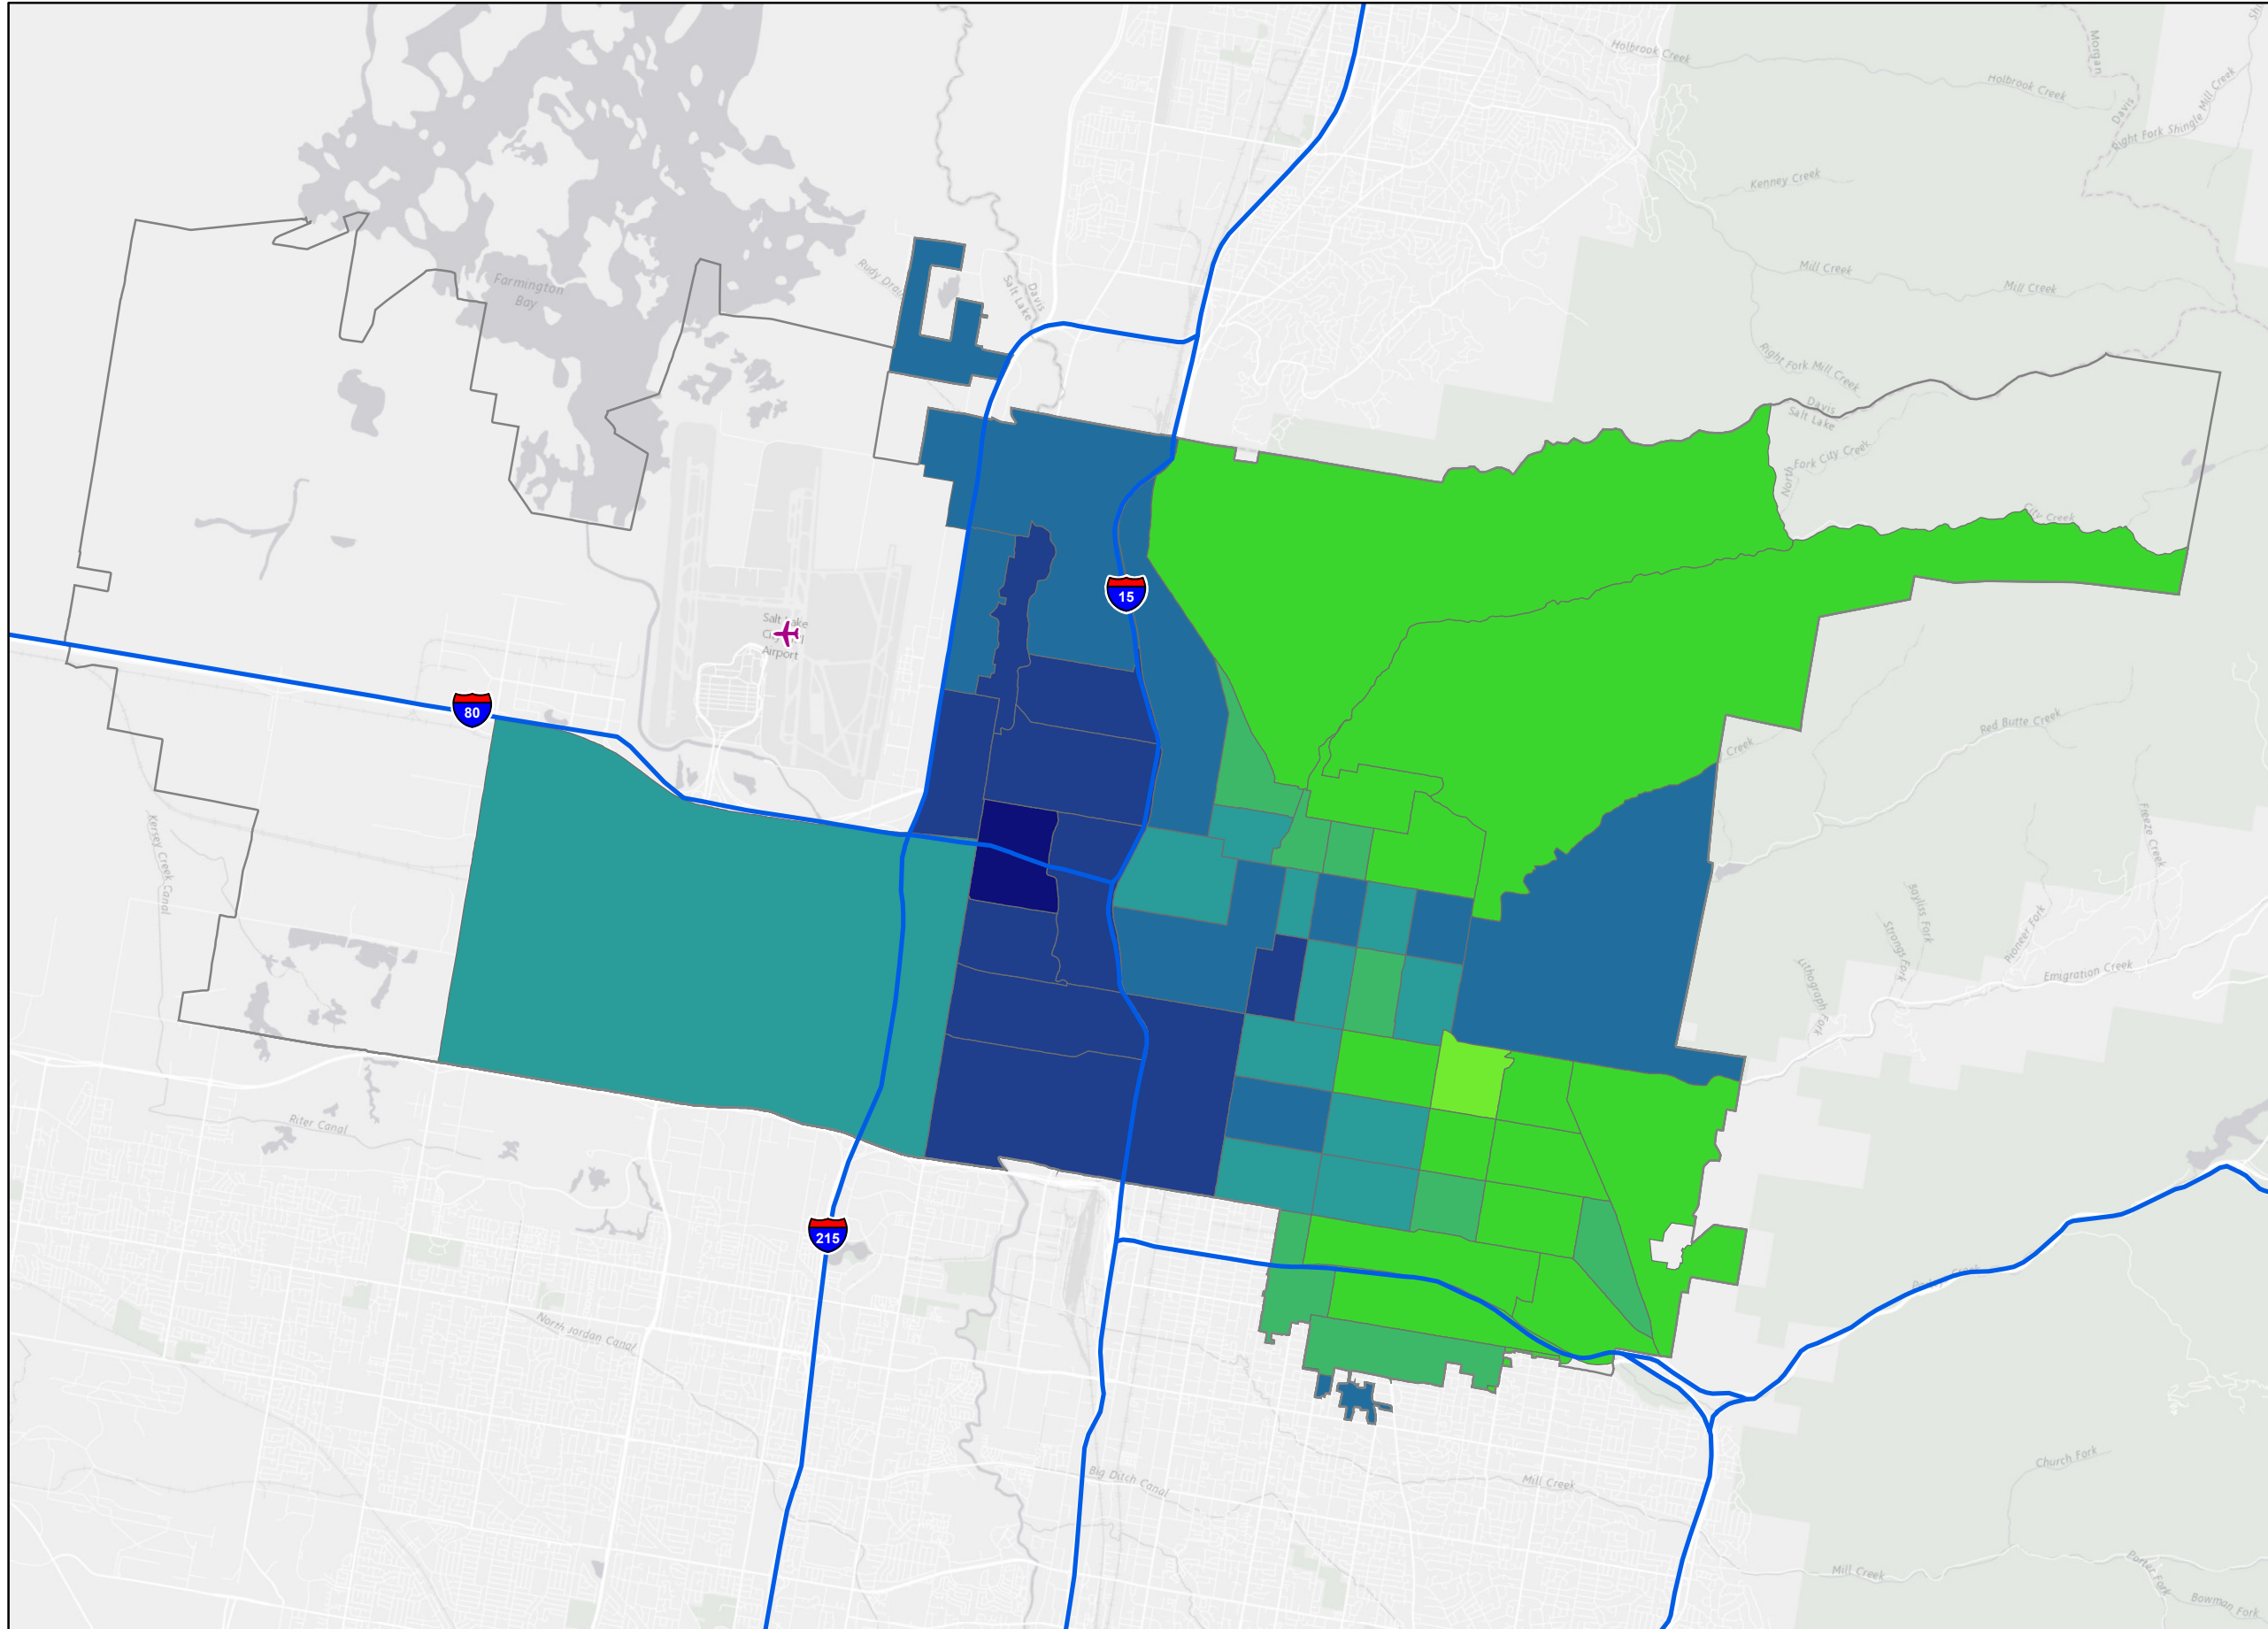 Holbrook Creek
Morgan
Davis
Shi
Holbrook Creek
Right Fork Shingle Mill Creek
Kenney Creek
Mill Creek
Mill Creek
Farmington
Bay
Davis
Salt Lake
Right Fork Mill Creek
Davis
Salt Lake
North Fork City Creek
City Creek
15
Salt Lake
Airport
80
Creek
Red Butte Creek
Kersey Creek Canal
Freeze Creek
Bayliss Fork
Pioneer Fork
Strongs Fork
Lithograph Fork
Emigration Creek
Riter Canal
215
North Jordan Canal
Big Ditch Canal
Mill Creek
Church Fork
Mill Creek
Porter Fork
Bowman Fork